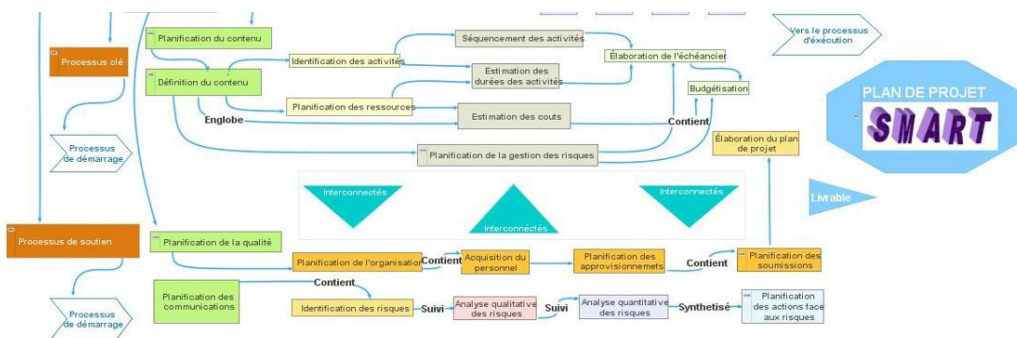 Planification du contenu
Séquencement des activités
Vers le processus
d'éxécution
Processus clé
Identification des activités
Élaboration de l'échéancier
Définition du contenu
Estimation des
durées des activités
Budgétisation
PLAN DE PROJET
SMART
Planification des ressources
Englobe
Estimation des couts
Contient
Élaboration du plan
de projet
Processus
de démarrage
Planification de la gestion des risques
Interconnectés
Interconnéctés
Interconnectés
Livrable
Processus de soutien
Planification de la qualité
Planification de l'organisation
Contient
Acquisition du
personnel
Planification des
approvisionnemets
Contient
Planification des
soumissions
Planification des
communications
Contient
Identification des risques
Suivi
Analyse qualitative
des risques
Suivi
Analyse quantitative
des risques
Synthetisé
Planification
des actions face
aux risques
Processus
de démarrage